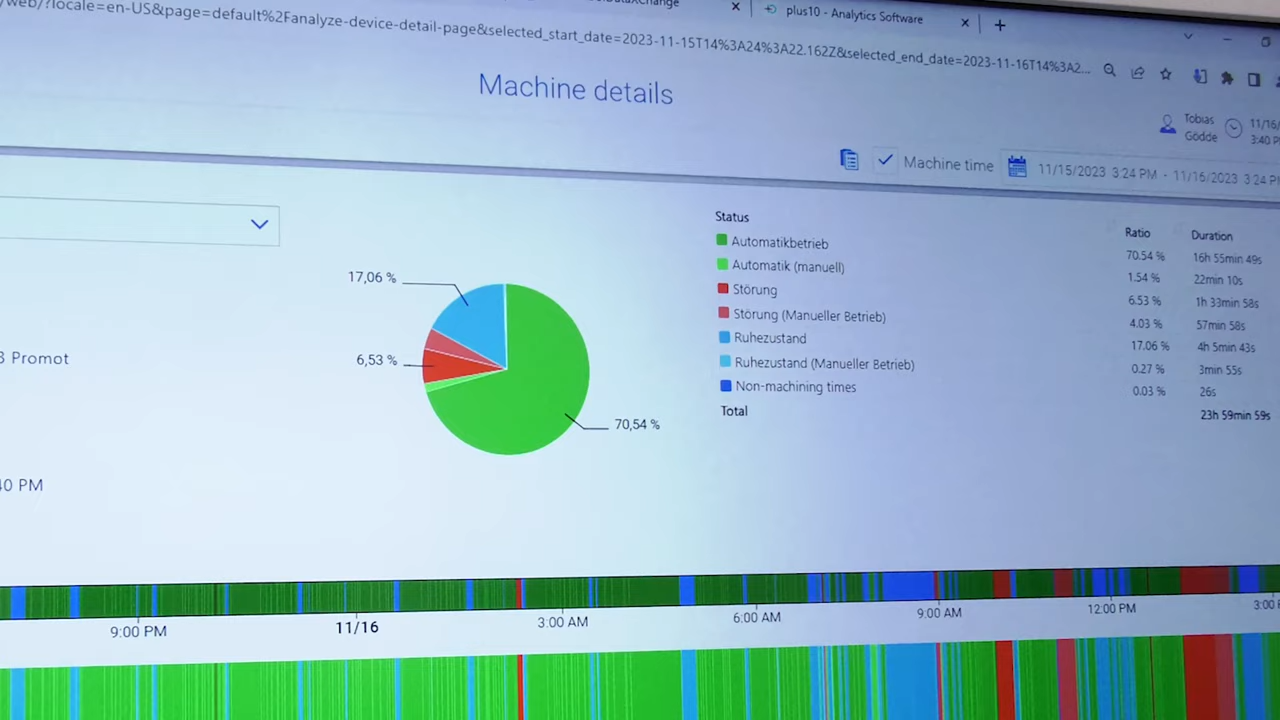 plus10 - Analytics Software
web/?locale=en-US&page=default%2Fanalyze-device-detail-page&selected_start_date=2023-11-15T14%3A24%3A22.162Z&selected_end_date=2023-11-16T14%3A2...
Machine details
Tobias
Gödde
11/16/
3:40 P
Machine time
11/15/2023 3:24 PM - 11/16/2023 3:24 P
Status Ratio Duration
Automatikbetrieb 70.54 % 16h 55min 49s
Automatik (manuell) 1.54 % 22min 10s
Störung 6.53 % 1h 33min 58s
Störung (Manueller Betrieb) 4.03 % 57min 58s
Ruhezustand 17.06 % 4h 5min 43s
Ruhezustand (Manueller Betrieb) 0.27 % 3min 55s
Non-machining times 0.03 % 26s
Total 23h 59min 59s
17,06 %
6,53 %
70,54 %
3 Promot
40 PM
9:00 PM 11/16 3:00 AM 6:00 AM 9:00 AM 12:00 PM 3:00